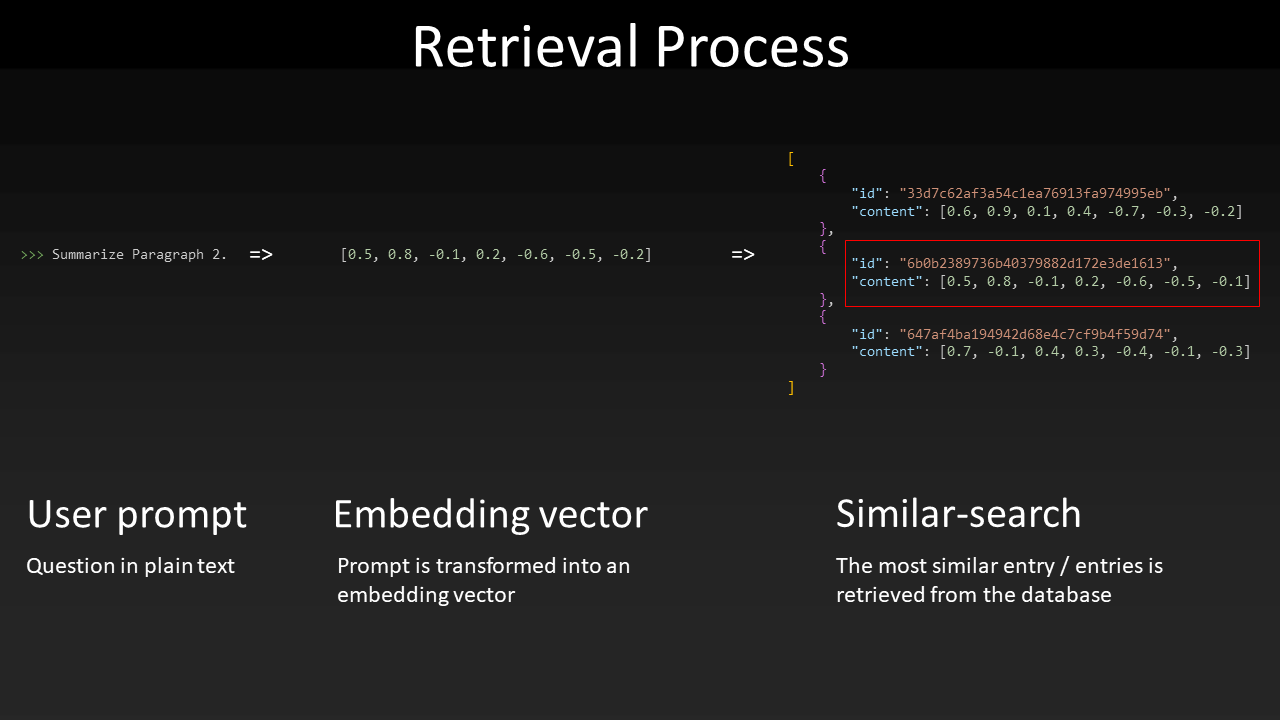 Retrieval Process
>>> Summarize Paragraph 2. =>
[0.5, 0.8, -0.1, 0.2, -0.6, -0.5, -0.2] =>
[
{
"id": "33d7c62af3a54c1ea76913fa974995eb",
"content": [0.6, 0.9, 0.1, 0.4, -0.7, -0.3, -0.2]
},
{
"id": "6b0b2389736b40379882d172e3de1613",
"content": [0.5, 0.8, -0.1, 0.2, -0.6, -0.5, -0.1]
},
{
"id": "647af4ba194942d68e4c7cf9b4f59d74",
"content": [0.7, -0.1, 0.4, 0.3, -0.4, -0.1, -0.3]
}
]
User prompt
Question in plain text
Embedding vector
Prompt is transformed into an
embedding vector
Similar-search
The most similar entry / entries is
retrieved from the database